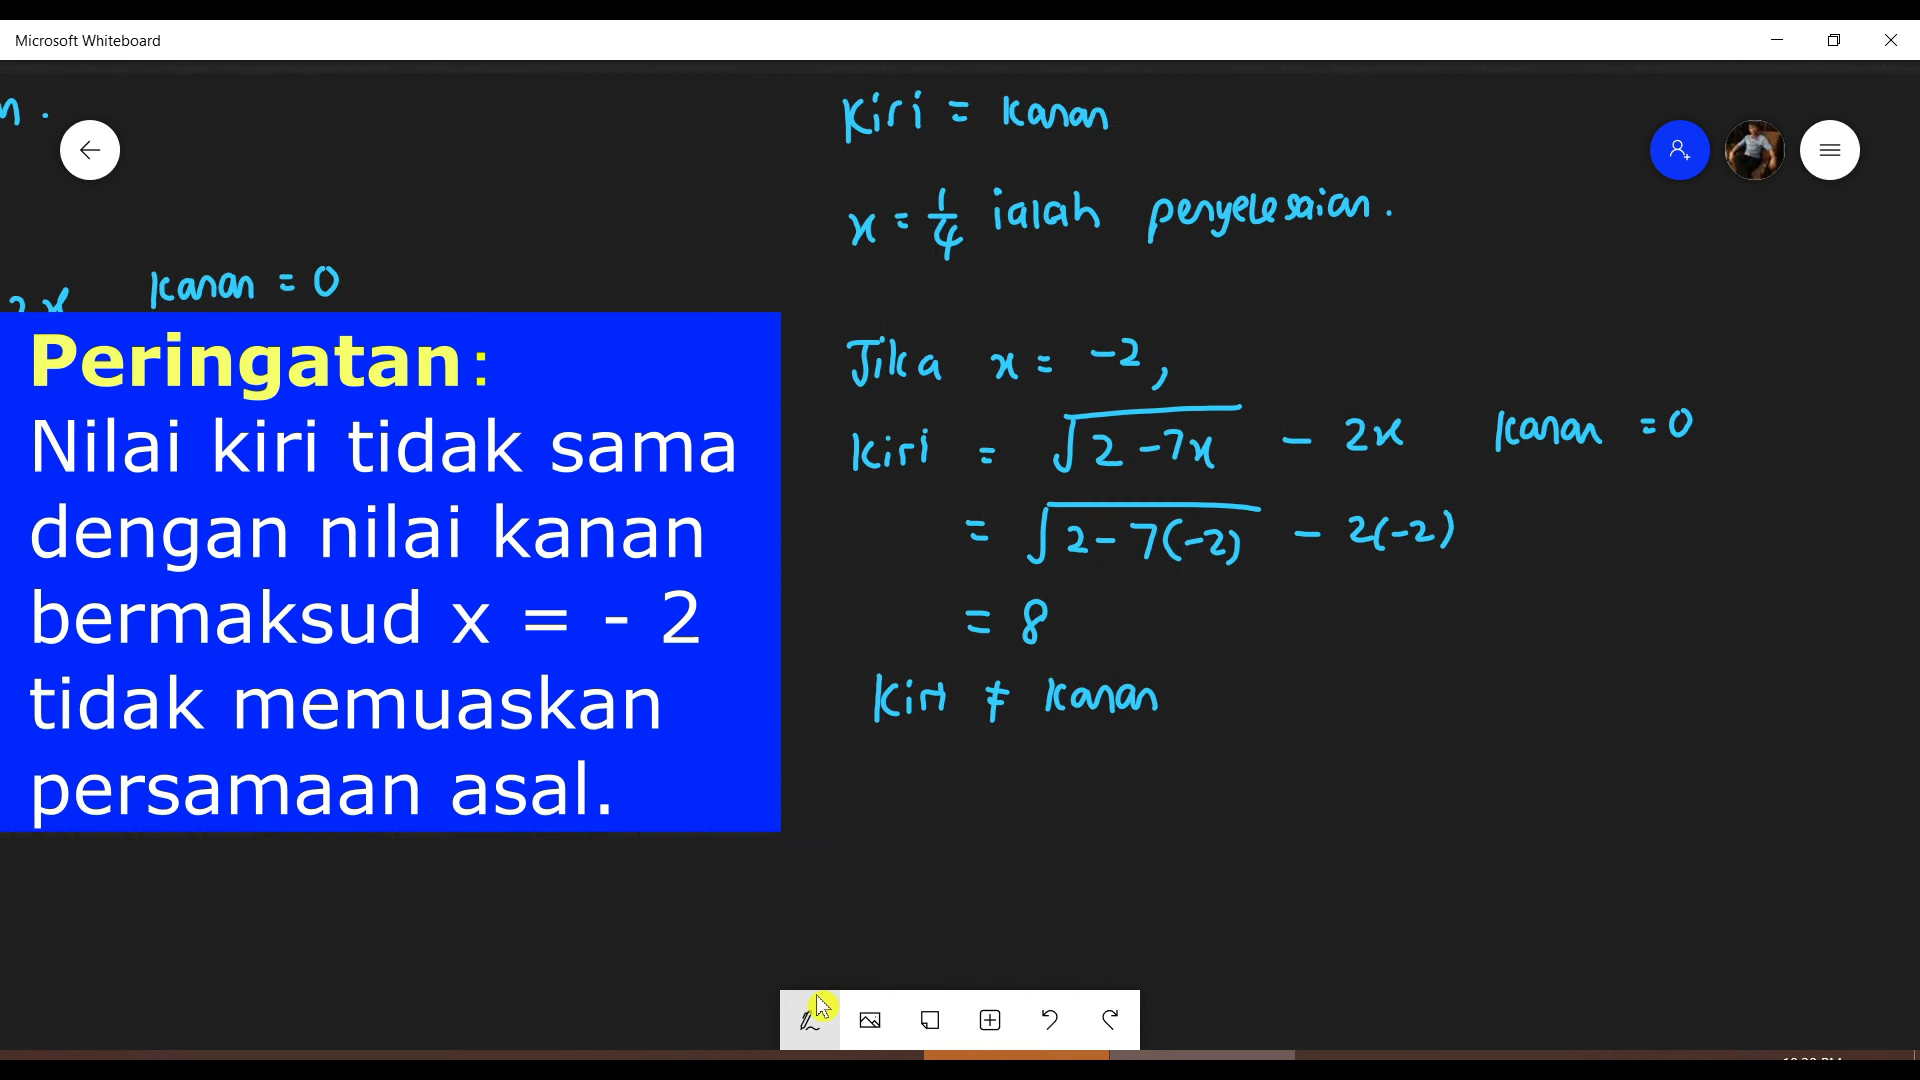 Microsoft Whiteboard
n.
kanan = 0
2x
Peringatan:
Nilai kiri tidak sama
dengan nilai kanan
bermaksud x = - 2
tidak memuaskan
persamaan asal.
Kiri = kanan
x = 1/4 ialah penyelesaian.
Jika x = -2,
Kiri = √(2 - 7x) - 2x kanan = 0
= √(2 - 7(-2)) - 2(-2)
= 8
Kiri ≠ kanan